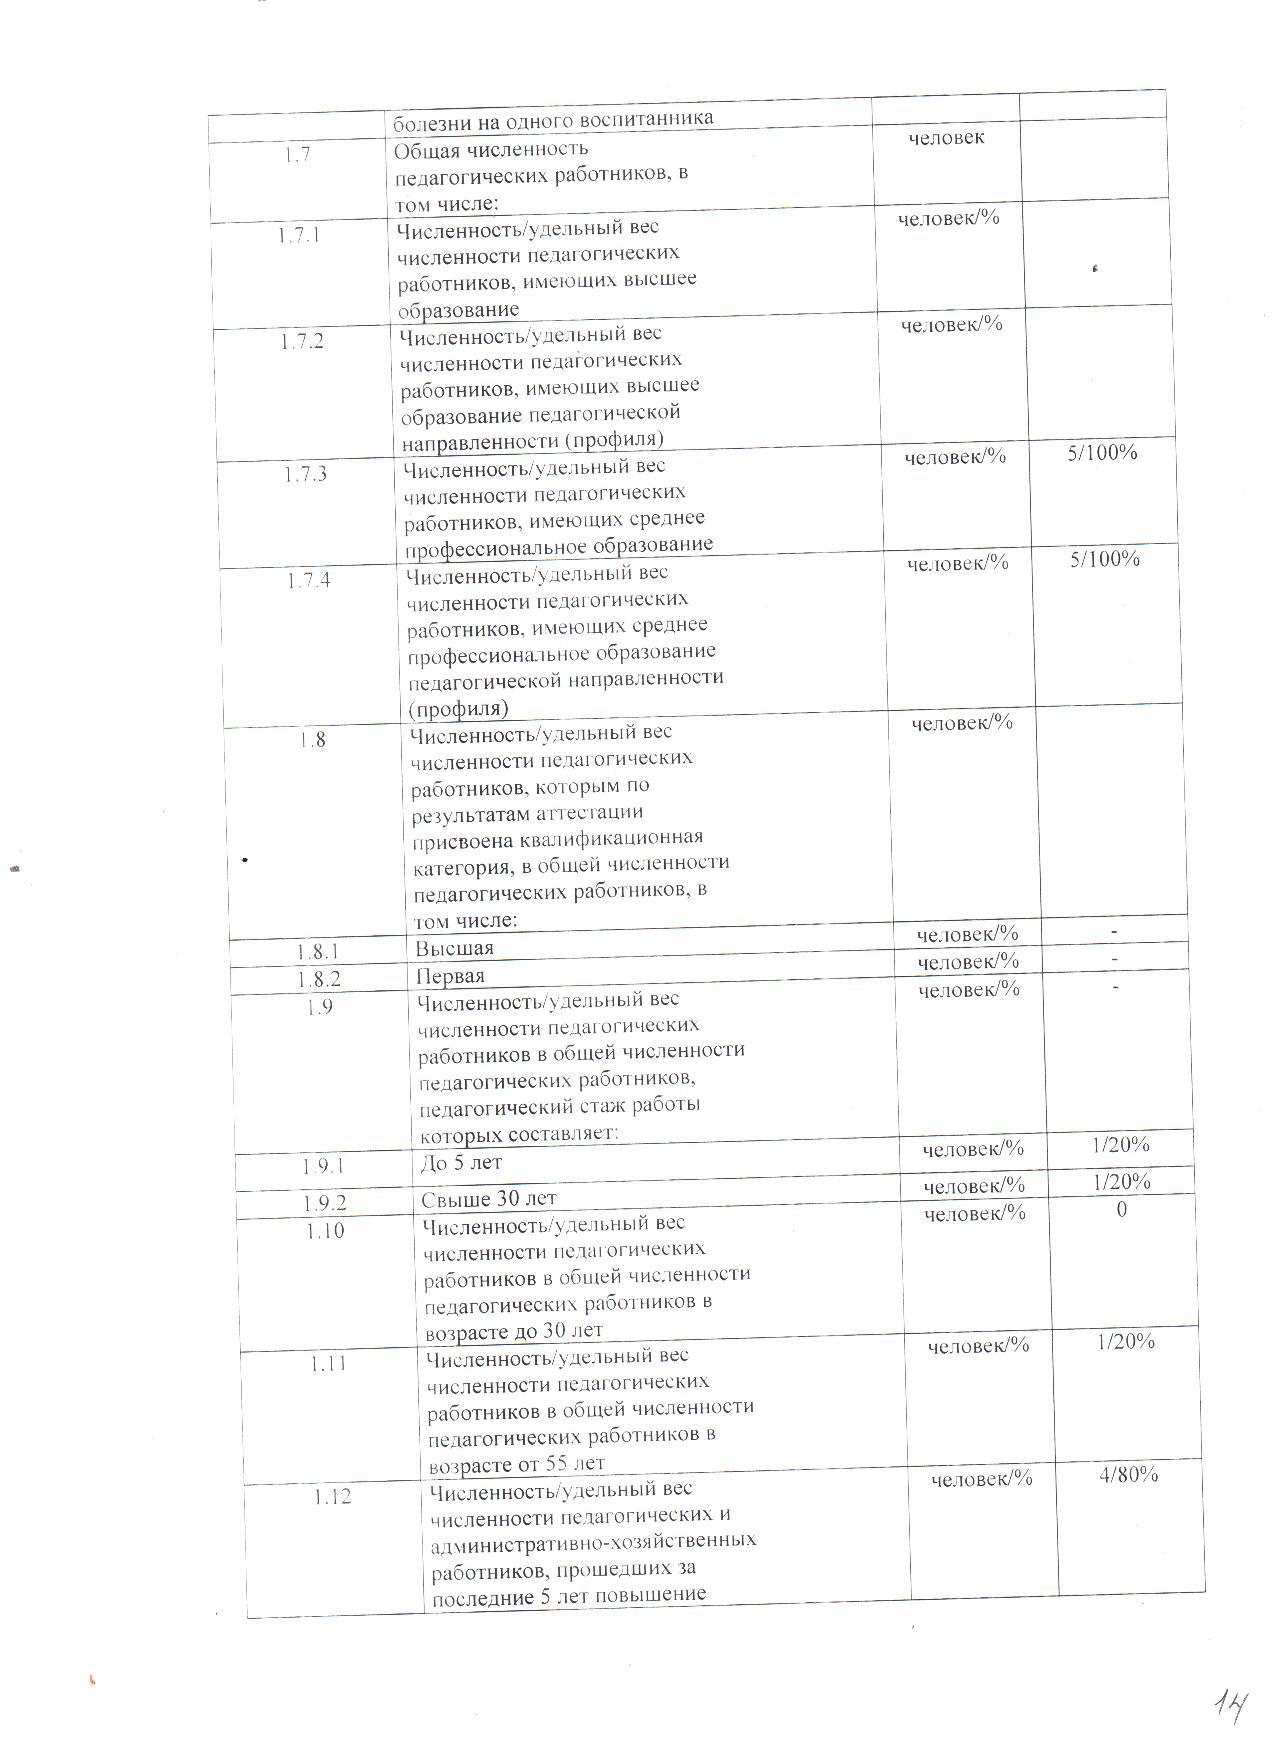 болезни на одного воспитанника
1.7 Общая численность человек
педагогических работников, в
том числе:
1.7.1 Численность/удельный вес человек/%
численности педагогических
работников, имеющих высшее
образование
1.7.2 Численность/удельный вес человек/%
численности педагогических
работников, имеющих высшее
образование педагогической
направленности (профиля)
1.7.3 Численность/удельный вес человек/% 5/100%
численности педагогических
работников, имеющих среднее
профессиональное образование
1.7.4 Численность/удельный вес человек/% 5/100%
численности педагогических
работников, имеющих среднее
профессиональное образование
педагогической направленности
(профиля)
1.8 Численность/удельный вес человек/%
численности педагогических
работников, которым по
результатам аттестации
присвоена квалификационная
категория, в общей численности
педагогических работников, в
том числе:
1.8.1 Высшая человек/% -
1.8.2 Первая человек/% -
1.9 Численность/удельный вес человек/% -
численности педагогических
работников в общей численности
педагогических работников,
педагогический стаж работы
которых составляет:
1.9.1 До 5 лет человек/% 1/20%
1.9.2 Свыше 30 лет человек/% 1/20%
1.10 Численность/удельный вес человек/% 0
численности педагогических
работников в общей численности
педагогических работников в
возрасте до 30 лет
1.11 Численность/удельный вес человек/% 1/20%
численности педагогических
работников в общей численности
педагогических работников в
возрасте от 55 лет
1.12 Численность/удельный вес человек/% 4/80%
численности педагогических и
административно-хозяйственных
работников, прошедших за
последние 5 лет повышение
14